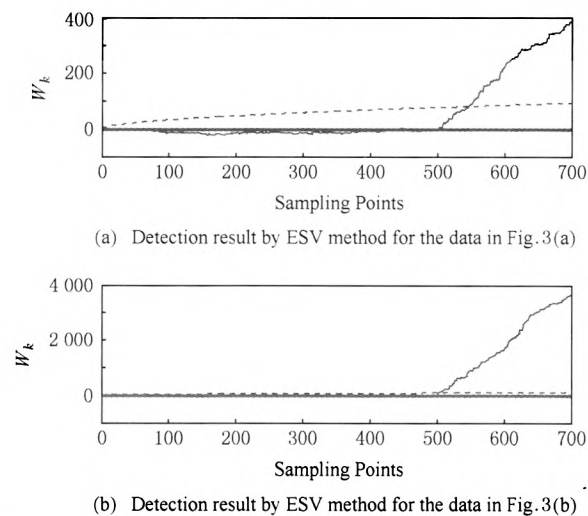 400
200
0
W_k
0 100 200 300 400 500 600 700
Sampling Points
(a) Detection result by ESV method for the data in Fig.3(a)
4 000
2 000
0
W_k
0 100 200 300 400 500 600 700
Sampling Points
(b) Detection result by ESV method for the data in Fig.3(b)